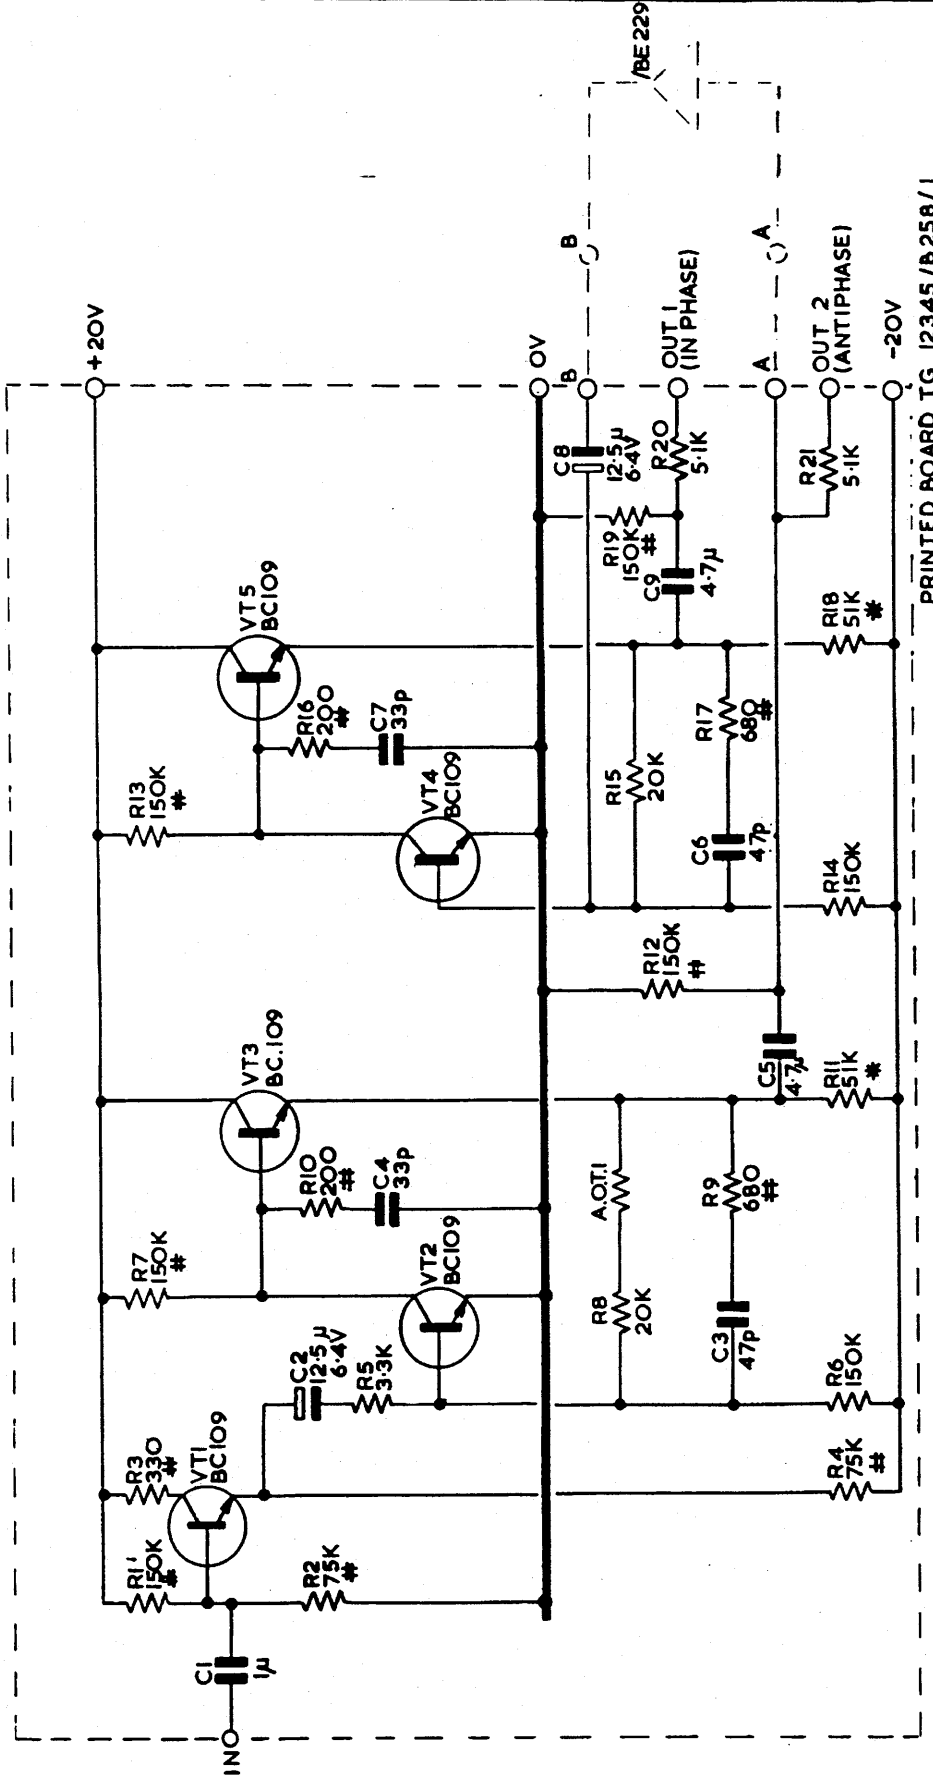 +20V
R1
150K
#
R3
330
#
VT1
BC109
R7
150K
#
VT3
BC.109
R13
150K
#
VT5
BC109
IN
C1
1µ
R2
75K
#
C2
12·5µ
6·4V
R5
3·3K
VT2
BC109
R10
200
#
C4
33p
VT4
BC109
R16
200
#
C7
33p
0V
R4
75K
#
R6
150K
C3
47p
R8
20K
A.O.T.1
R9
680
#
C5
4·7µ
R11
51K
*
R12
150K
#
R14
150K
C6
47p
R15
20K
R17
680
#
R18
51K
*
C9
4·7µ
R19
150K
#
C8
12·5µ
6·4V
R20
5·1K
R21
5·1K
B
B
/BE 229
OUT 1
(IN PHASE)
A
A
OUT 2
(ANTIPHASE)
-20V
PRINTED BOARD TG 12345/B258/1